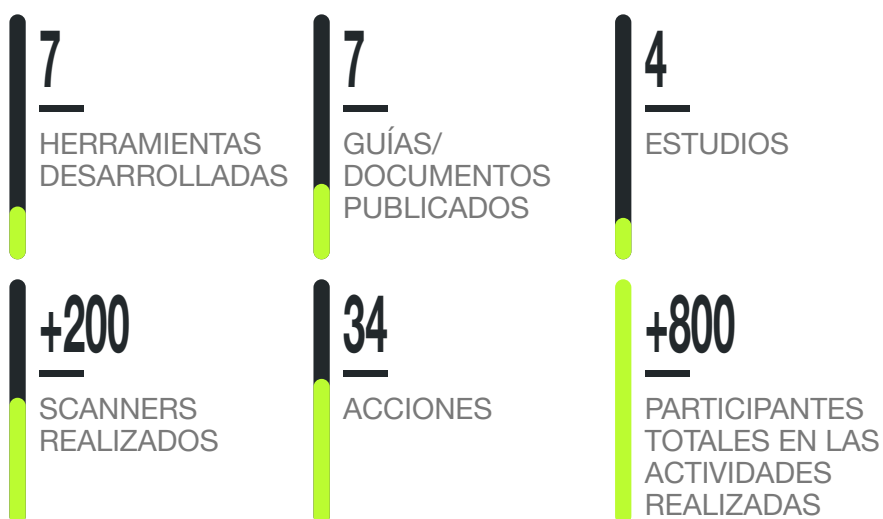 7
HERRAMIENTAS
DESARROLLADAS
7
GUÍAS/
DOCUMENTOS
PUBLICADOS
4
ESTUDIOS
+200
SCANNERS
REALIZADOS
34
ACCIONES
+800
PARTICIPANTES
TOTALES EN LAS
ACTIVIDADES
REALIZADAS